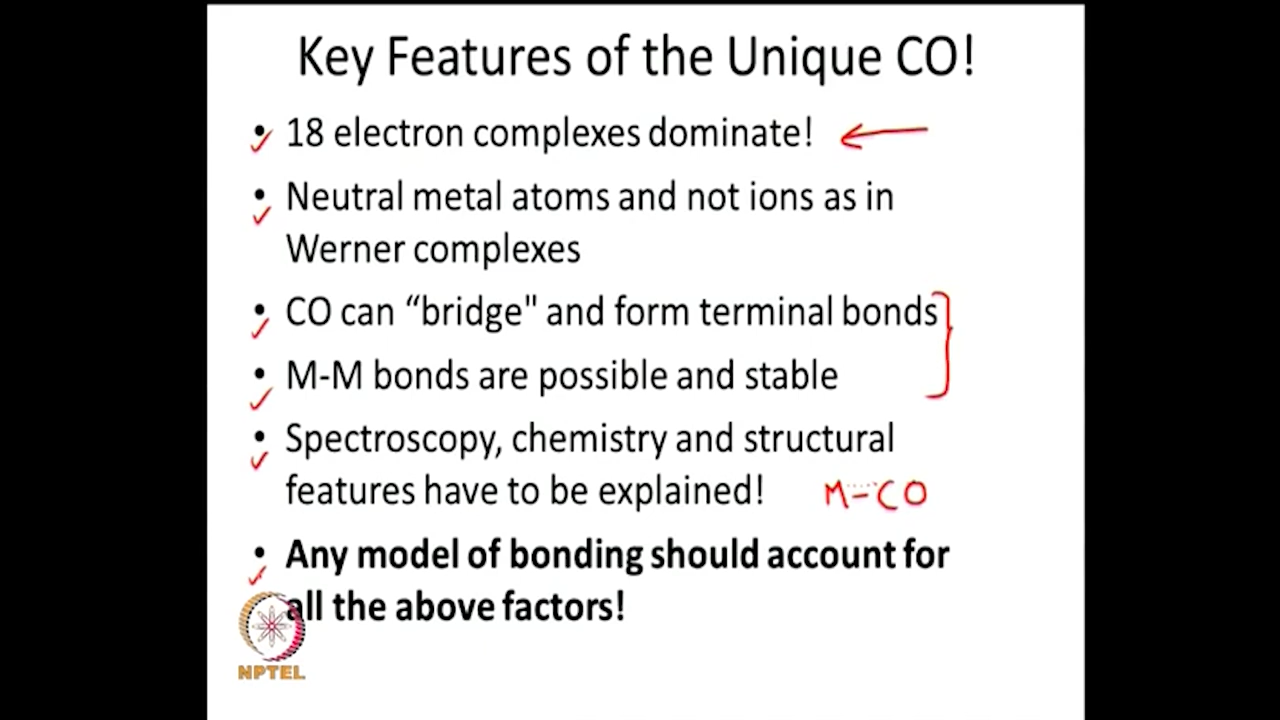 Key Features of the Unique CO!
• 18 electron complexes dominate!
• Neutral metal atoms and not ions as in
Werner complexes
• CO can “bridge" and form terminal bonds
• M-M bonds are possible and stable
• Spectroscopy, chemistry and structural
features have to be explained!
M-CO
• Any model of bonding should account for
all the above factors!
NPTEL